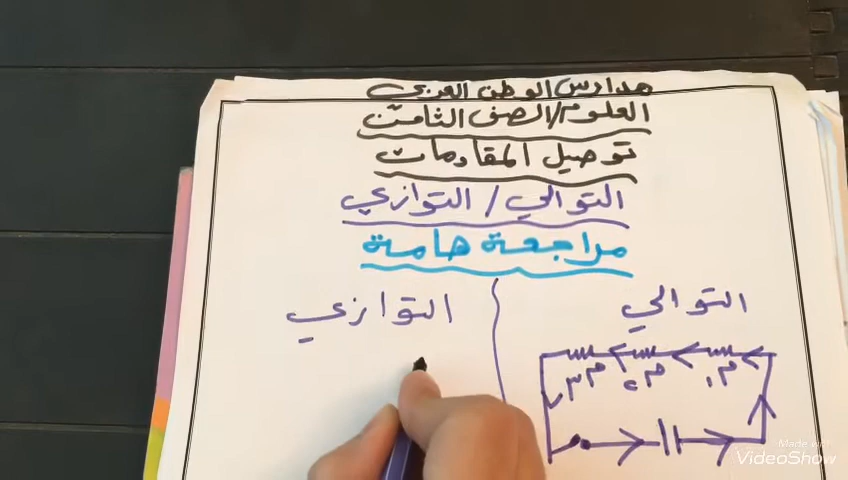 مدارس الوطن العربي
العلوم/الصف الثامن
توصيل المقاومات
التوالي / التوازي
مراجعة هامة
التوالي
التوازي
م١ م٢ م٣
Made with
VideoShow